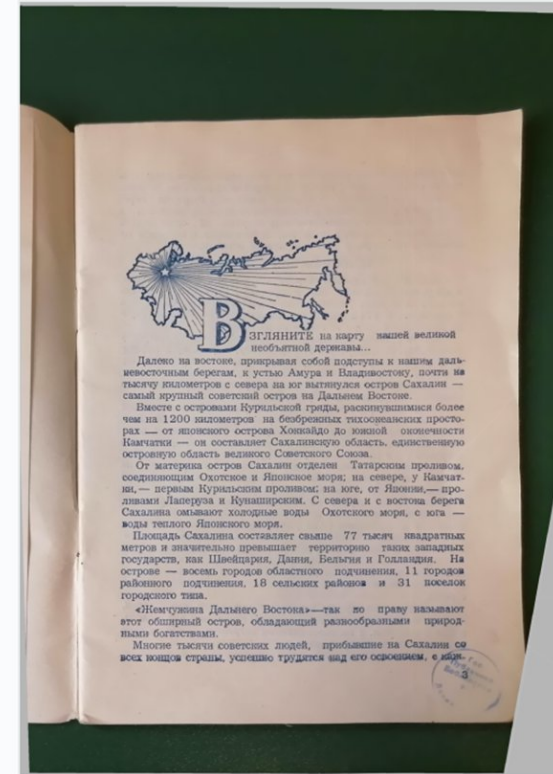 ВЗГЛЯНИТЕ на карту нашей великой
необъятной державы...
Далеко на востоке, прикрывая собой подступы к нашим даль-
невосточным берегам, к устью Амура и Владивостоку, почти на
тысячу километров с севера на юг вытянулся остров Сахалин —
самый крупный советский остров на Дальнем Востоке.
Вместе с островами Курильской гряды, раскинувшимися более
чем на 1200 километров на безбрежных тихоокеанских просто-
рах — от японского острова Хоккайдо до южной оконечности
Камчатки — он составляет Сахалинскую область, единственную
островную область великого Советского Союза.
От материка остров Сахалин отделен Татарским проливом,
соединяющим Охотское и Японское моря; на севере, у Камчат-
ки, — первым Курильским проливом; на юге, от Японии, — про-
ливами Лаперуза и Кунаширским. С севера и с востока берега
Сахалина омывают холодные воды Охотского моря, с юга —
воды теплого Японского моря.
Площадь Сахалина составляет свыше 77 тысяч квадратных
метров и значительно превышает территорию таких западных
государств, как Швейцария, Дания, Бельгия и Голландия. На
острове — восемь городов областного подчинения, 11 городов
районного подчинения, 18 сельских районов и 31 поселок
городского типа.
«Жемчужина Дальнего Востока»—так по праву называют
этот обширный остров, обладающий разнообразными природ-
ными богатствами.
Многие тысячи советских людей, прибывшие на Сахалин со
всех концов страны, успешно трудятся над его освоением, с
3